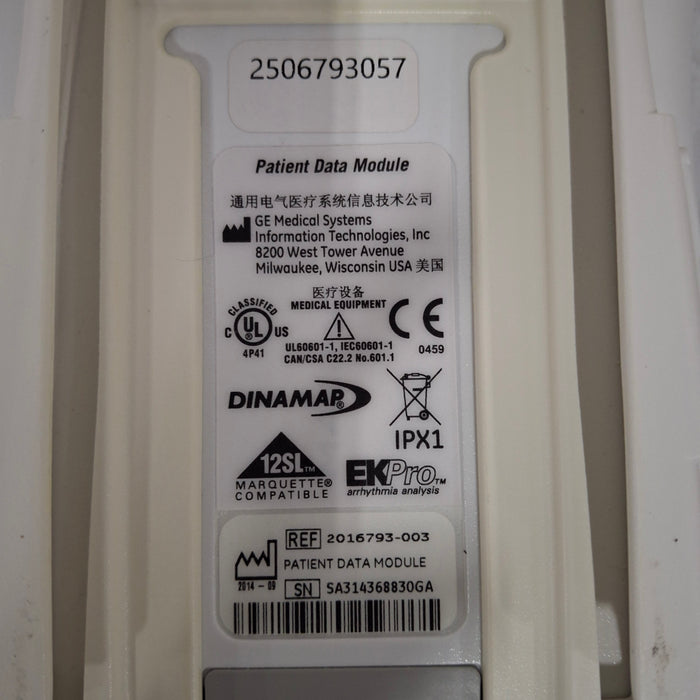 2506793057
Patient Data Module
通用电气医疗系统信息技术公司
GE Medical Systems
Information Technologies, Inc
8200 West Tower Avenue
Milwaukee, Wisconsin USA 美国
医疗设备
MEDICAL EQUIPMENT
CLASSIFIED
C UL US
4P41
UL60601-1, IEC60601-1
CAN/CSA C22.2 No.601.1
CE
0459
DINAMAP®
IPX1
12SL™
MARQUETTE®
COMPATIBLE
EKPro™
arrhythmia analysis
REF 2016793-003
PATIENT DATA MODULE
2014-09
SN SA314368830GA